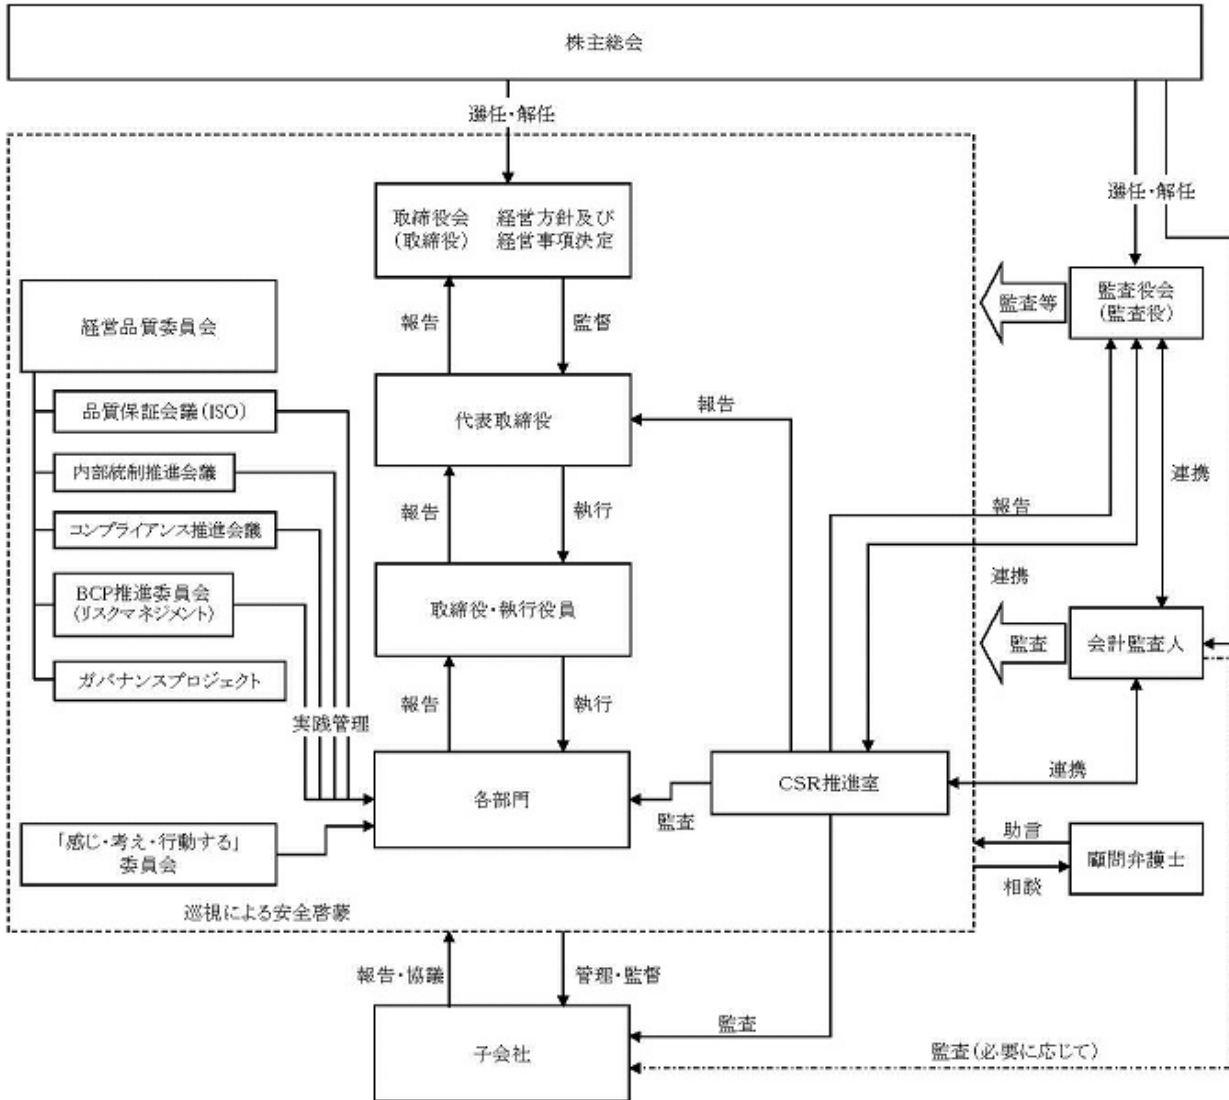 株主総会
選任・解任
選任・解任
取締役会 経営方針及び
(取締役) 経営事項決定
監査役会
(監査役)
監査等
経営品質委員会
報告
監督
品質保証会議(ISO)
代表取締役
報告
内部統制推進会議
連携
報告
執行
報告
コンプライアンス推進会議
連携
BCP推進委員会
(リスクマネジメント)
取締役・執行役員
監査
会計監査人
ガバナンスプロジェクト
報告
執行
実践管理
各部門
監査
CSR推進室
連携
「感じ・考え・行動する」
委員会
助言
顧問弁護士
相談
巡視による安全啓蒙
報告・協議
管理・監督
監査
子会社
監査(必要に応じて)